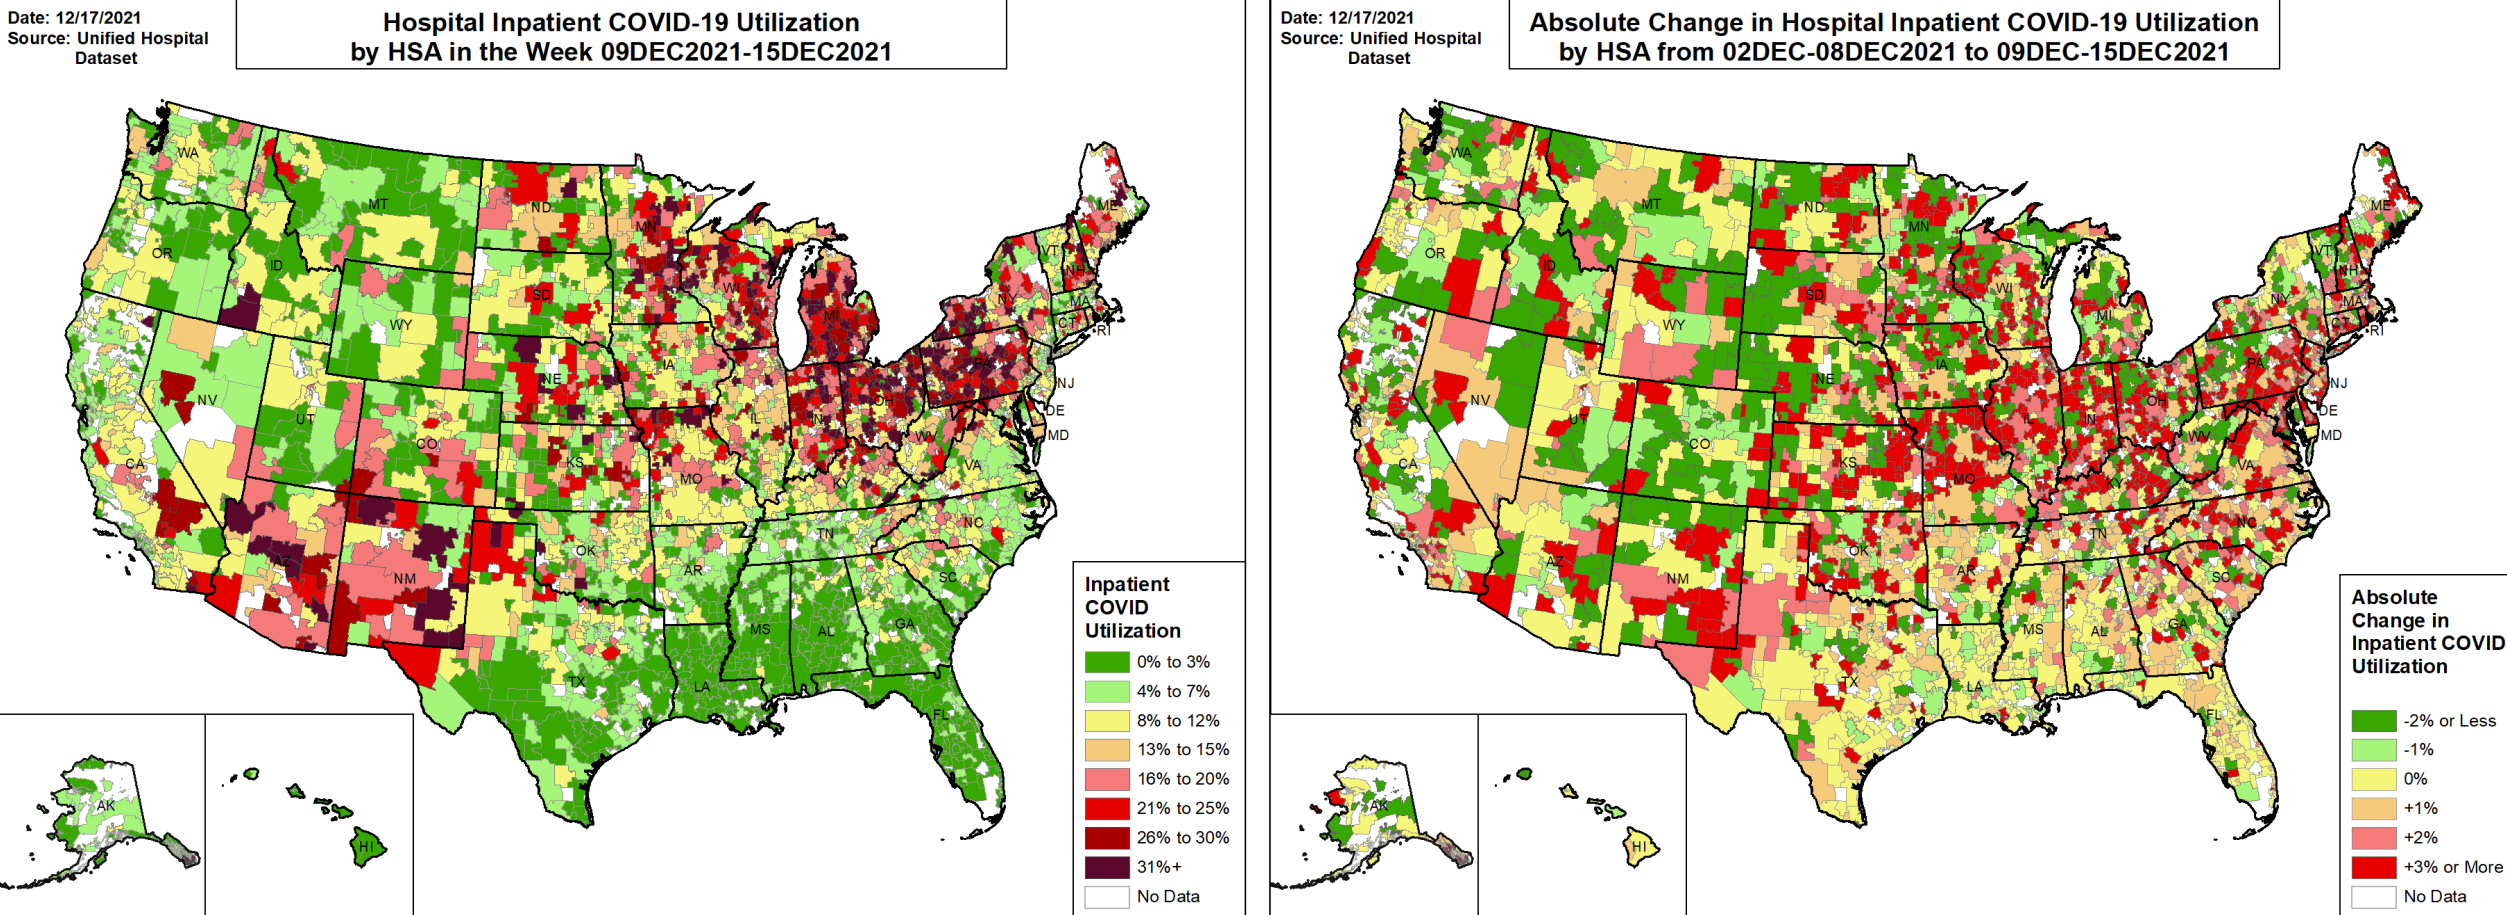 Date: 12/17/2021
Source: Unified Hospital
Dataset
Hospital Inpatient COVID-19 Utilization
by HSA in the Week 09DEC2021-15DEC2021
WA
MT
ND
MN
ME
OR
ID
SD
WI
VT
NH
NY
MA
CT
RI
WY
MI
IA
NE
PA
NJ
NV
UT
CO
IL
IN
OH
DE
MD
WV
CA
KS
MO
KY
VA
AZ
NM
OK
AR
TN
NC
SC
MS
AL
GA
TX
LA
FL
AK
HI
Inpatient
COVID
Utilization
0% to 3%
4% to 7%
8% to 12%
13% to 15%
16% to 20%
21% to 25%
26% to 30%
31%+
No Data
Date: 12/17/2021
Source: Unified Hospital
Dataset
Absolute Change in Hospital Inpatient COVID-19 Utilization
by HSA from 02DEC-08DEC2021 to 09DEC-15DEC2021
WA
MT
ND
MN
ME
OR
ID
SD
WI
VT
NH
NY
MA
CT
RI
WY
MI
IA
NE
PA
NJ
NV
UT
CO
IL
IN
OH
DE
MD
WV
CA
KS
MO
KY
VA
AZ
NM
OK
AR
TN
NC
SC
MS
AL
GA
TX
LA
FL
AK
HI
Absolute
Change in
Inpatient COVID
Utilization
-2% or Less
-1%
0%
+1%
+2%
+3% or More
No Data